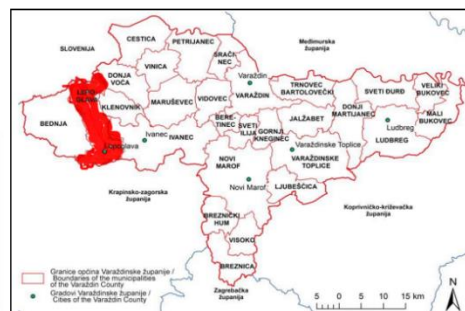 SLOVENIJA
Međimurska
županija
CESTICA
PETRIJANEC
SRAČI
NEC
DONJA
VOĆA
VINICA
Varaždin
VARAŽDIN
TRNOVEC
BARTOLOVEČKI
SVETI ĐURĐ
VELIKI
BUKOVEC
MALI
BUKOVEC
KLENOVNIK
MARUŠEVEC
VIDOVEC
BEDNJA
Lepoglava
Ivanec
IVANEC
BERE-
TINEC
SVETI
ILIJA
GORNJI
KNEGINEC
JALŽABET
DONJI
MARTIJANEC
Ludbreg
LUDBREG
Varaždinske Toplice
VARAŽDINSKE
TOPLICE
NOVI
MAROF
Novi Marof
LJUBEŠĆICA
Krapinsko-zagorska
županija
Koprivničko-križevačka
županija
BREZNIČKI
HUM
VISOKO
BREZNICA
Zagrebačka
županija
Granice općina Varaždinske županije /
Boundaries of the municipalities
of the Varaždin County
Gradovi Varaždinske županije /
Cities of the Varaždin County
N
5 0 5 10 15 km